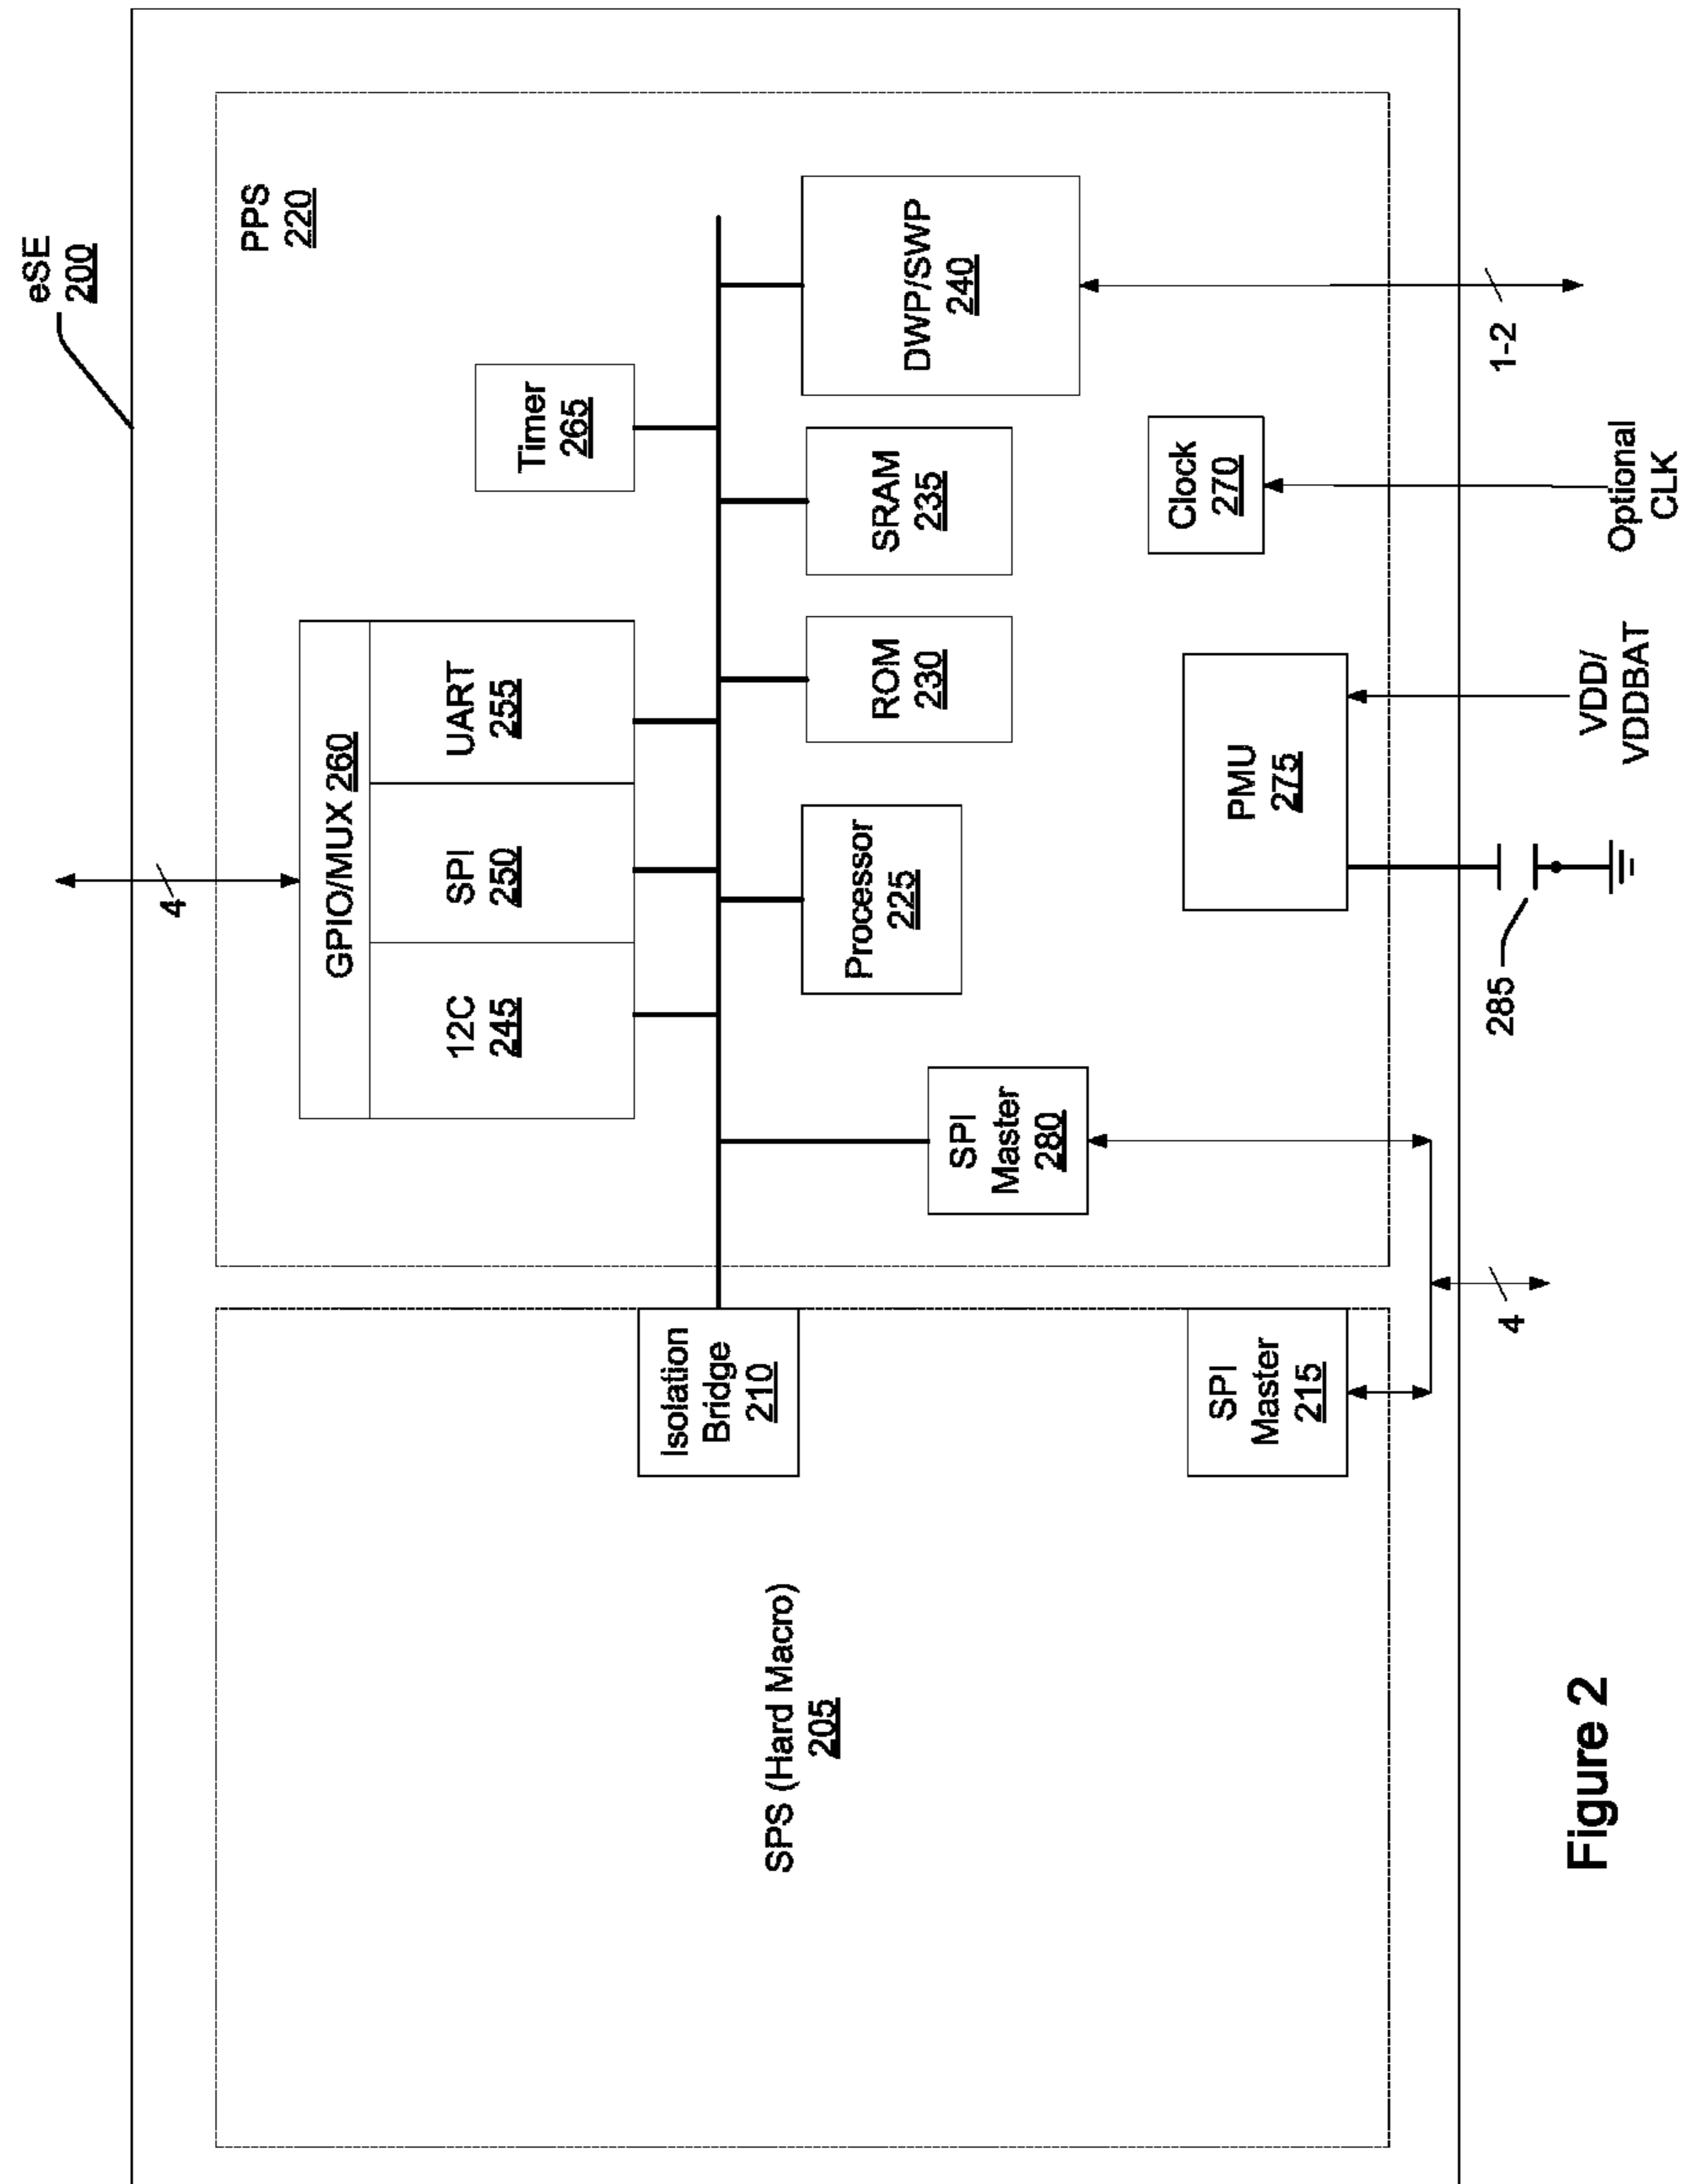 eSE
200
PPS
220
4
GPIO/MUX 260
12C
245
SPI
250
UART
255
Timer
265
Isolation
Bridge
210
SPS (Hard Macro)
205
Processor
225
ROM
230
SRAM
235
DWP/SWP
240
SPI
Master
280
SPI
Master
215
PMU
275
Clock
270
4
285
VDD/
VDDBAT
Optional
CLK
1-2
Figure 2